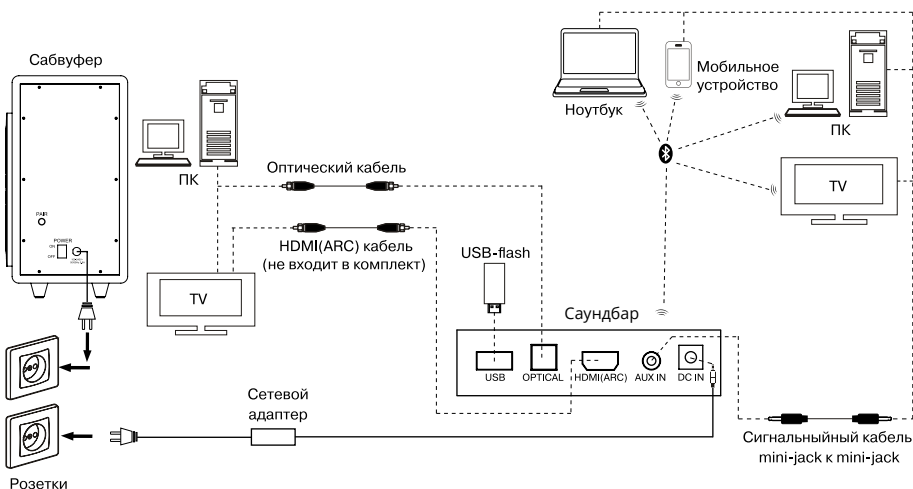 Сабвуфер
ПК
Оптический кабель
HDMI(ARC) кабель
(не входит в комплект)
TV
PAIR
POWER
ON
OFF
USB-flash
Ноутбук
Мобильное
устройство
ПК
TV
Саундбар
USB
OPTICAL
HDMI(ARC)
AUX IN
DC IN
Сетевой
адаптер
Сигнальныйный кабель
mini-jack к mini-jack
Розетки